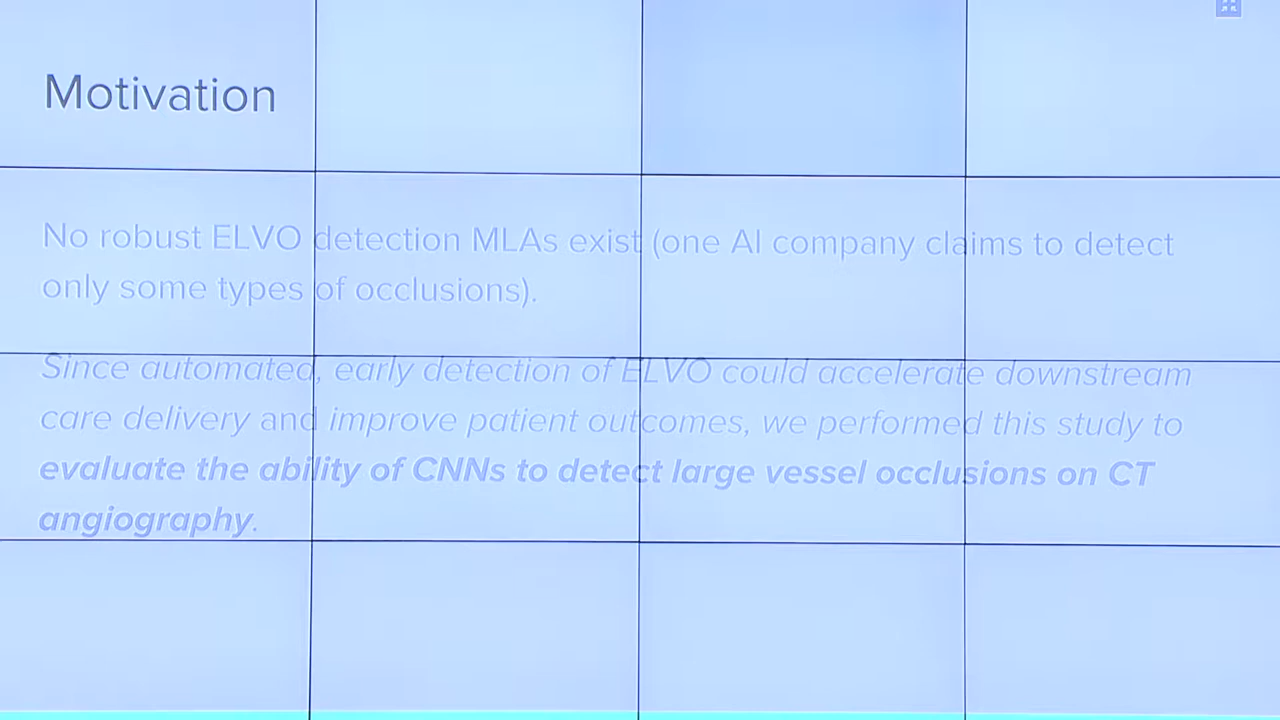 Motivation
No robust ELVO detection MLAs exist (one AI company claims to detect
only some types of occlusions).
Since automated, early detection of ELVO could accelerate downstream
care delivery and improve patient outcomes, we performed this study to
evaluate the ability of CNNs to detect large vessel occlusions on CT
angiography.